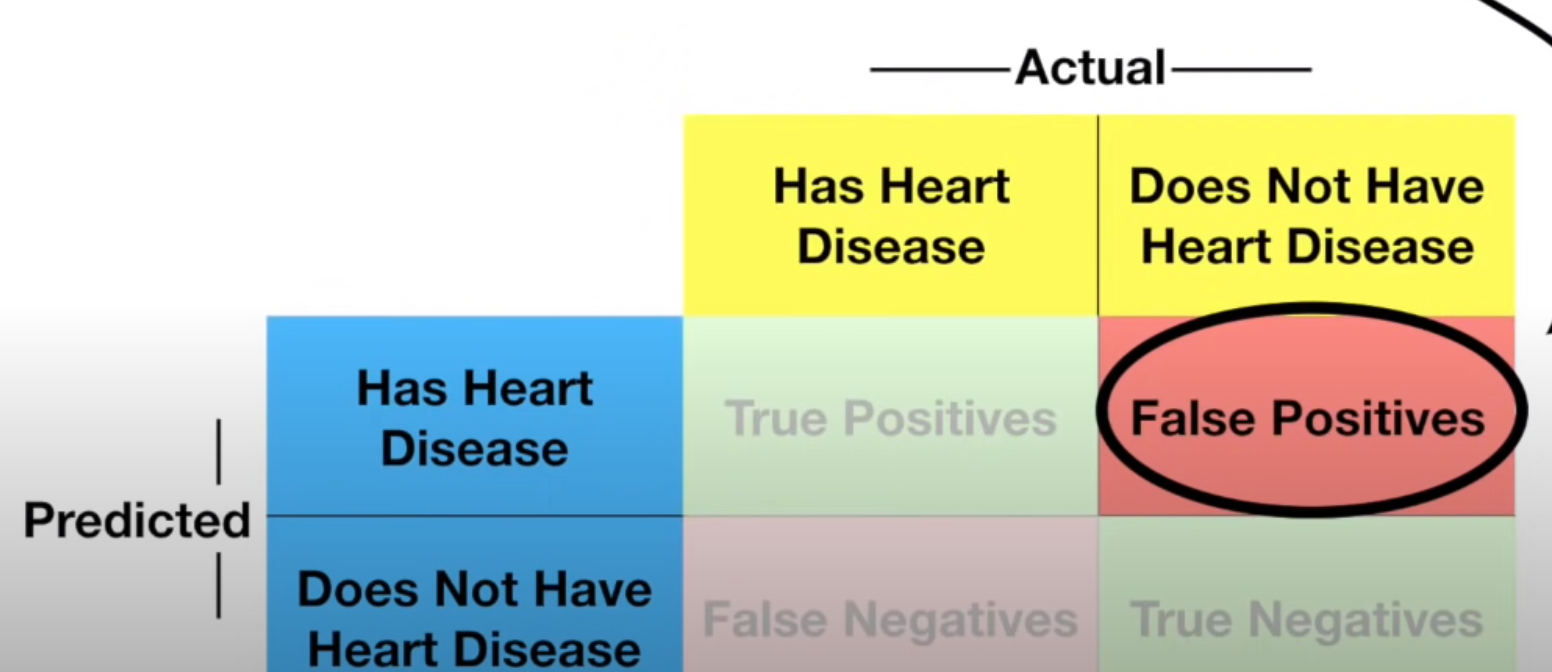 Actual
Has Heart
Disease
Does Not Have
Heart Disease
Has Heart
Disease
True Positives
False Positives
Predicted
Does Not Have
Heart Disease
False Negatives
True Negatives